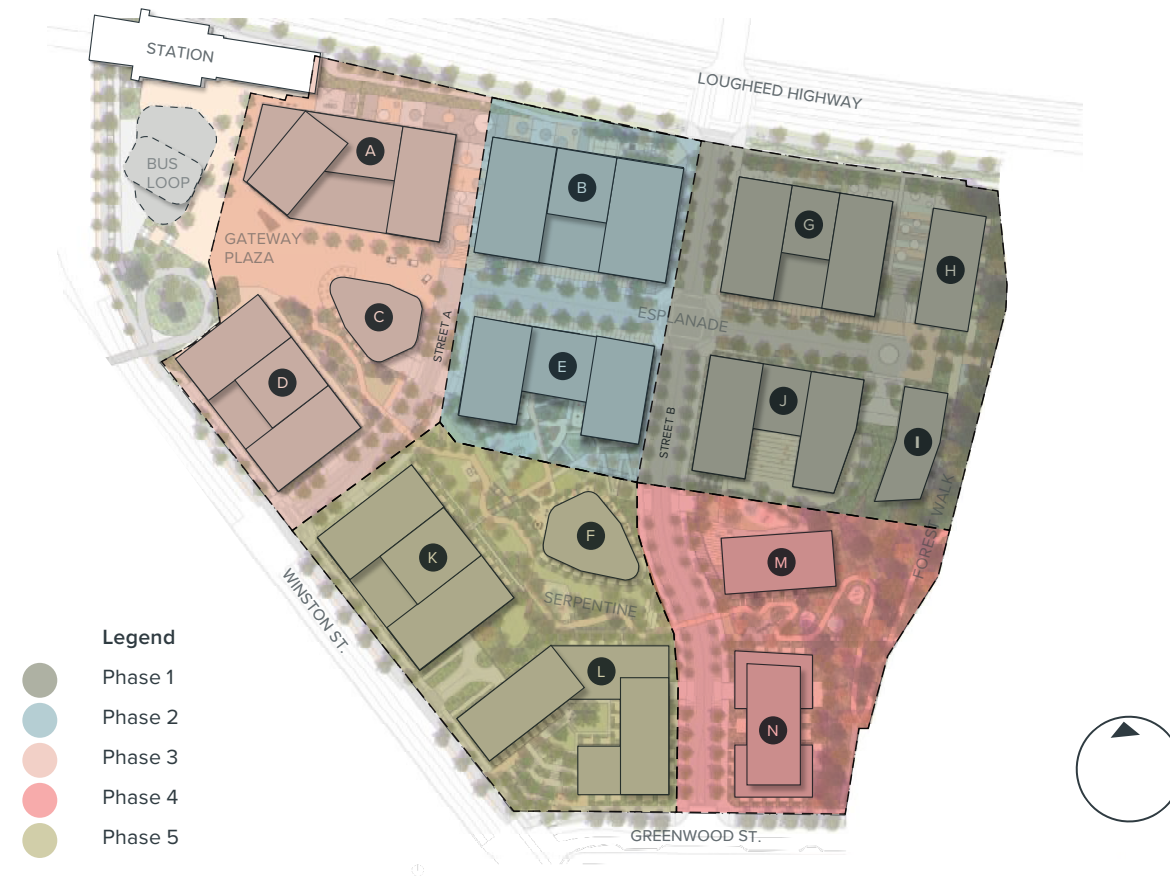 STATION
LOUGHEED HIGHWAY
A
BUS
LOOP
B
G
H
GATEWAY
PLAZA
C
ESPLANADE
STREET A
E
D
J
STREET B
I
FOREST WALK
F
K
M
SERPENTINE
WINSTON ST.
L
N
Legend
Phase 1
Phase 2
Phase 3
Phase 4
Phase 5
GREENWOOD ST.